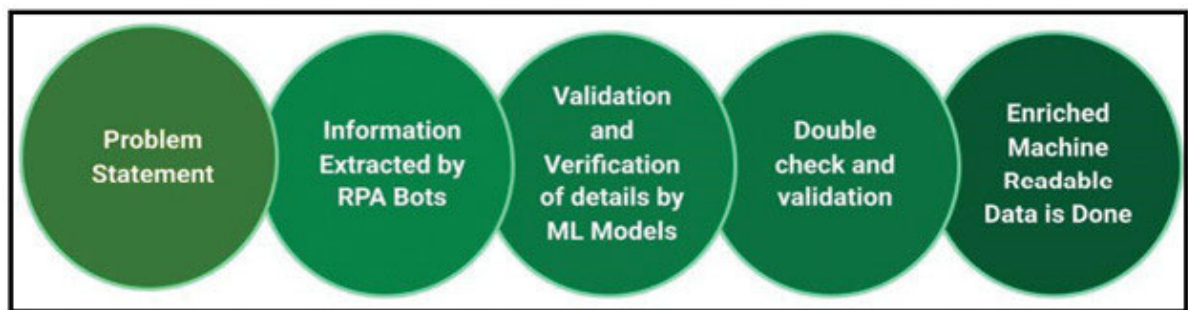 Problem
Statement
Information
Extracted by
RPA Bots
Validation
and
Verification
of details by
ML Models
Double
check and
validation
Enriched
Machine
Readable
Data is Done